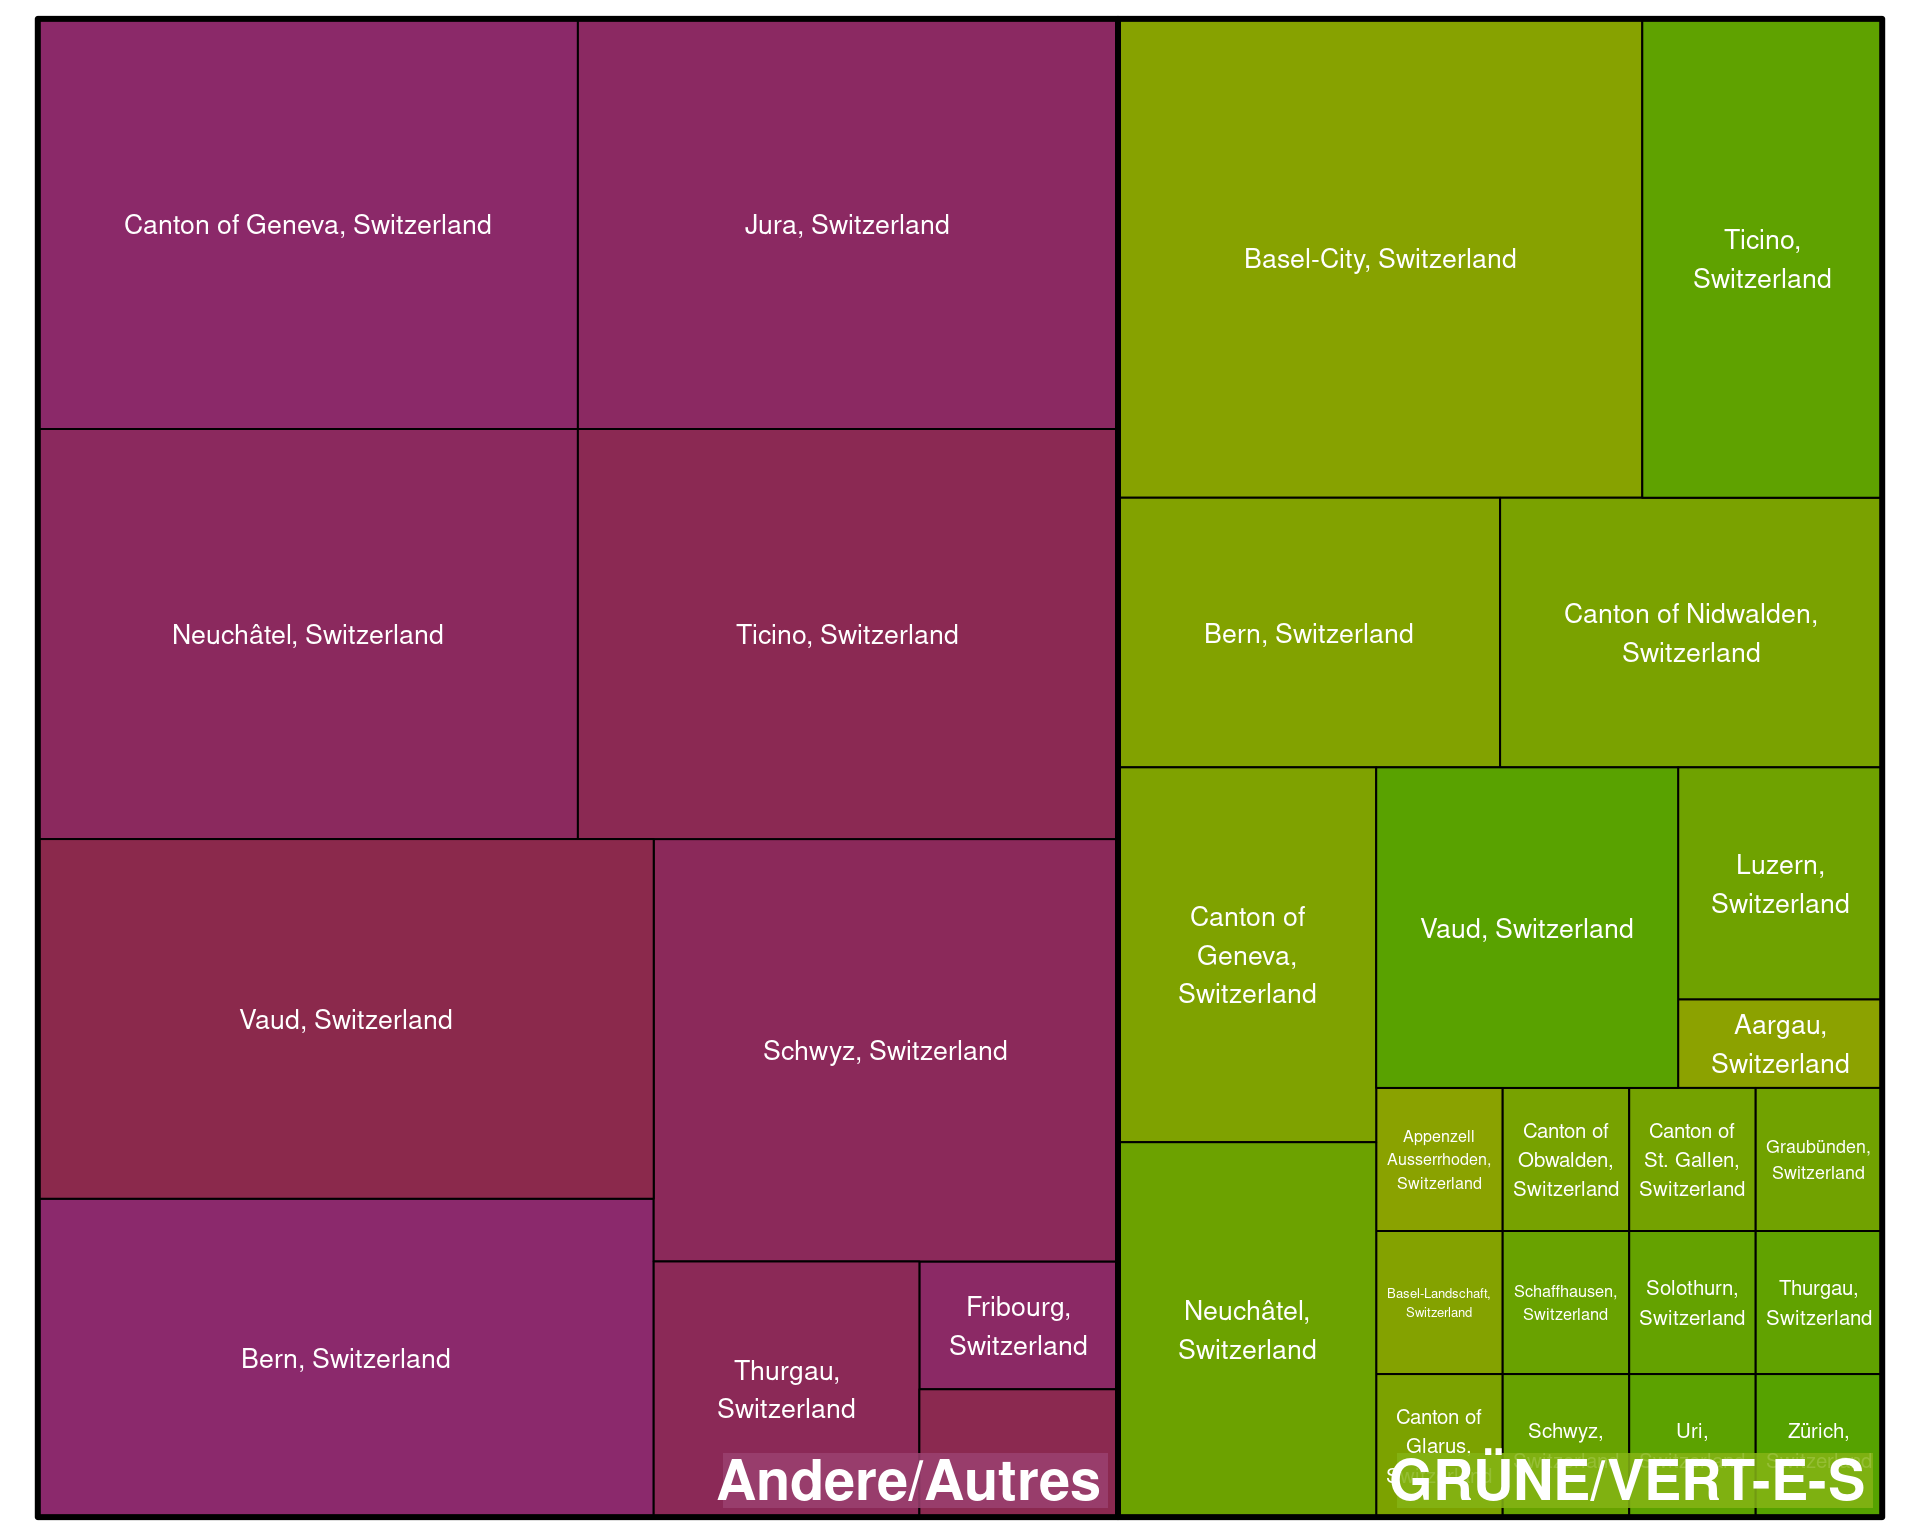 Canton of Geneva, Switzerland
Jura, Switzerland
Neuchâtel, Switzerland
Ticino, Switzerland
Vaud, Switzerland
Schwyz, Switzerland
Bern, Switzerland
Thurgau,
Switzerland
Fribourg,
Switzerland
Andere/Autres
Basel-City, Switzerland
Ticino,
Switzerland
Bern, Switzerland
Canton of Nidwalden,
Switzerland
Canton of
Geneva,
Switzerland
Vaud, Switzerland
Luzern,
Switzerland
Aargau,
Switzerland
Neuchâtel,
Switzerland
Appenzell
Ausserrhoden,
Switzerland
Canton of
Obwalden,
Switzerland
Canton of
St. Gallen,
Switzerland
Graubünden,
Switzerland
Basel-Landschaft,
Switzerland
Schaffhausen,
Switzerland
Solothurn,
Switzerland
Thurgau,
Switzerland
Canton of
Glarus,
Switzerland
Schwyz,
Switzerland
Uri,
Switzerland
Zürich,
Switzerland
GRÜNE/VERT-E-S